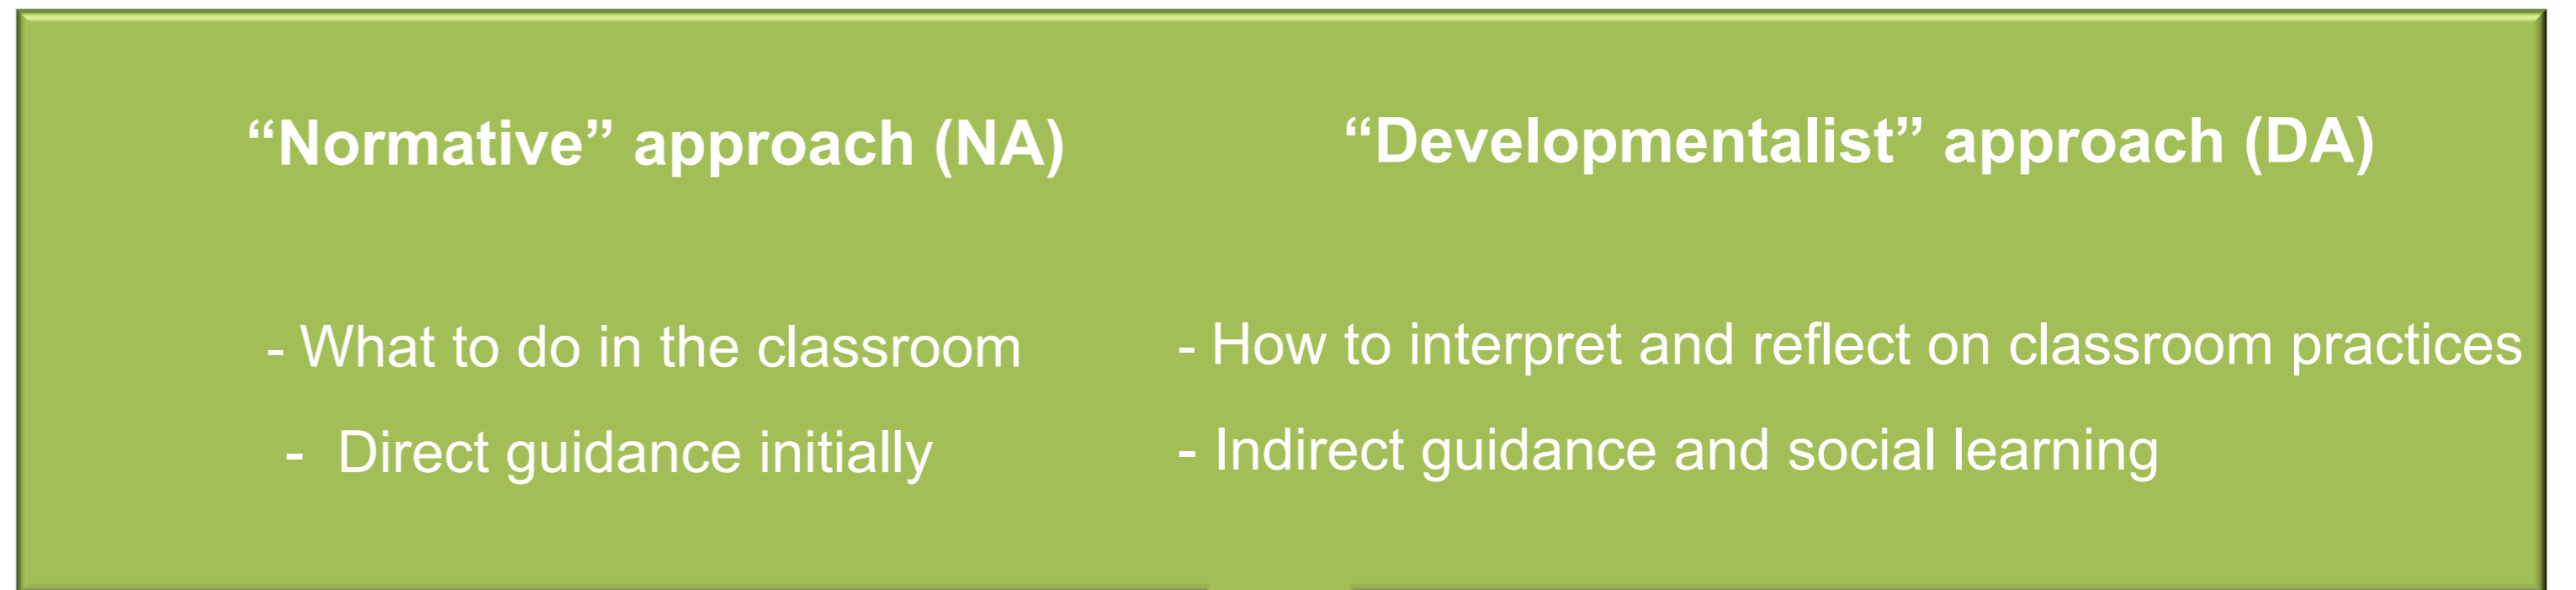 “Normative” approach (NA)
- What to do in the classroom
- Direct guidance initially
“Developmentalist” approach (DA)
- How to interpret and reflect on classroom practices
- Indirect guidance and social learning